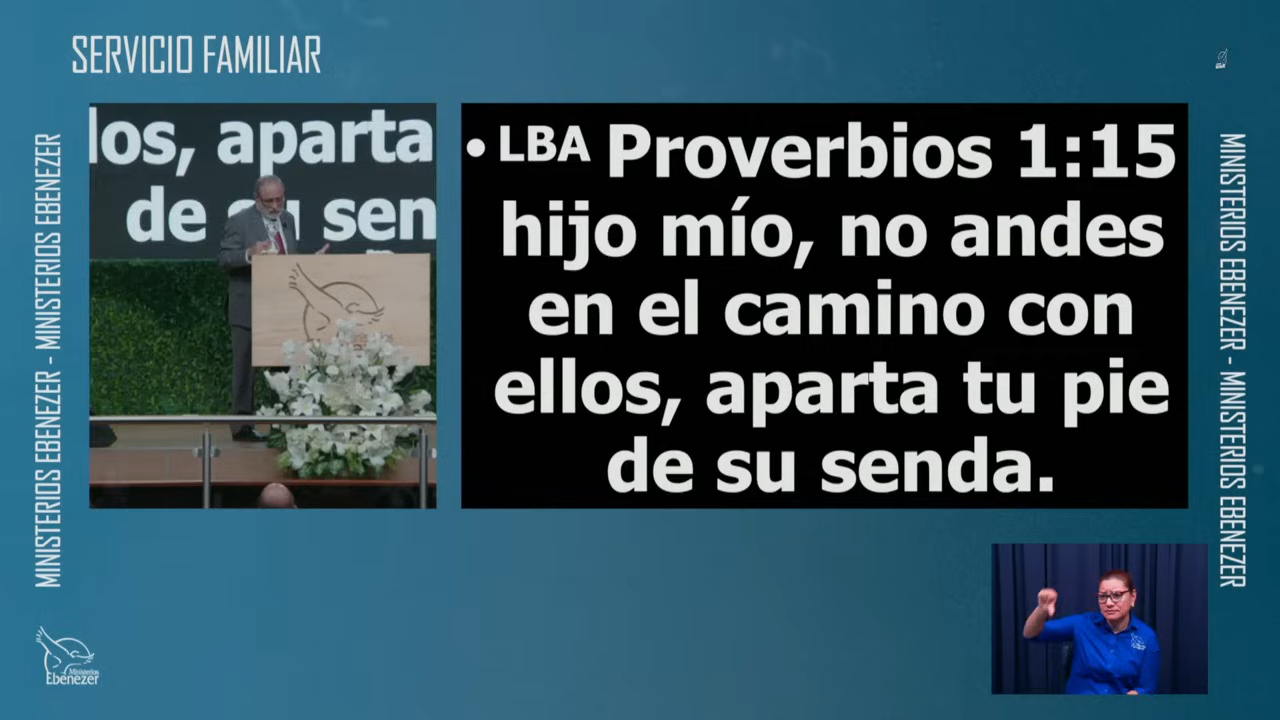 SERVICIO FAMILIAR
MINISTERIOS EBENEZER - MINISTERIOS EBENEZER
los, aparta
de su sen
• LBA Proverbios 1:15
hijo mío, no andes
en el camino con
ellos, aparta tu pie
de su senda.
MINISTERIOS EBENEZER - MINISTERIOS EBENEZER
Ministerios
Ebenezer